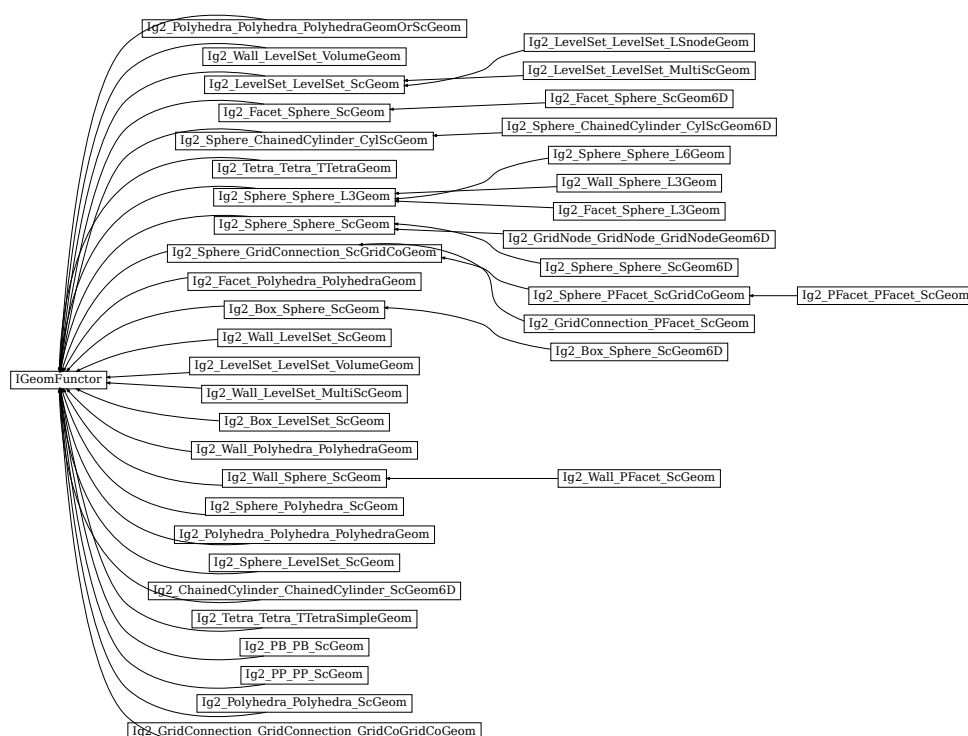 Ig2_Polyhedra_Polyhedra_PolyhedraGeomOrScGeom
Ig2_Wall_LevelSet_VolumeGeom
Ig2_LevelSet_LevelSet_LSnodeGeom
Ig2_LevelSet_LevelSet_MultiScGeom
Ig2_LevelSet_LevelSet_ScGeom
Ig2_Facet_Sphere_ScGeom6D
Ig2_Facet_Sphere_ScGeom
Ig2_Sphere_ChainedCylinder_CylScGeom6D
Ig2_Sphere_ChainedCylinder_CylScGeom
Ig2_Sphere_Sphere_L6Geom
Ig2_Tetra_Tetra_TTetraGeom
Ig2_Wall_Sphere_L3Geom
Ig2_Sphere_Sphere_L3Geom
Ig2_Facet_Sphere_L3Geom
Ig2_Sphere_Sphere_ScGeom
Ig2_GridNode_GridNode_GridNodeGeom6D
Ig2_Sphere_GridConnection_ScGridCoGeom
Ig2_Sphere_Sphere_ScGeom6D
Ig2_Facet_Polyhedra_PolyhedraGeom
Ig2_Sphere_PFacet_ScGridCoGeom
Ig2_PFacet_PFacet_ScGeom
Ig2_Box_Sphere_ScGeom
Ig2_GridConnection_PFacet_ScGeom
Ig2_Wall_LevelSet_ScGeom
Ig2_Box_Sphere_ScGeom6D
Ig2_LevelSet_LevelSet_VolumeGeom
IGeomFunctor
Ig2_Wall_LevelSet_MultiScGeom
Ig2_Box_LevelSet_ScGeom
Ig2_Wall_Polyhedra_PolyhedraGeom
Ig2_Wall_Sphere_ScGeom
Ig2_Wall_PFacet_ScGeom
Ig2_Sphere_Polyhedra_ScGeom
Ig2_Polyhedra_Polyhedra_PolyhedraGeom
Ig2_Sphere_LevelSet_ScGeom
Ig2_ChainedCylinder_ChainedCylinder_ScGeom6D
Ig2_Tetra_Tetra_TTetraSimpleGeom
Ig2_PB_PB_ScGeom
Ig2_PP_PP_ScGeom
Ig2_Polyhedra_Polyhedra_ScGeom
Ig2_GridConnection_GridConnection_GridCoGridCoGeom